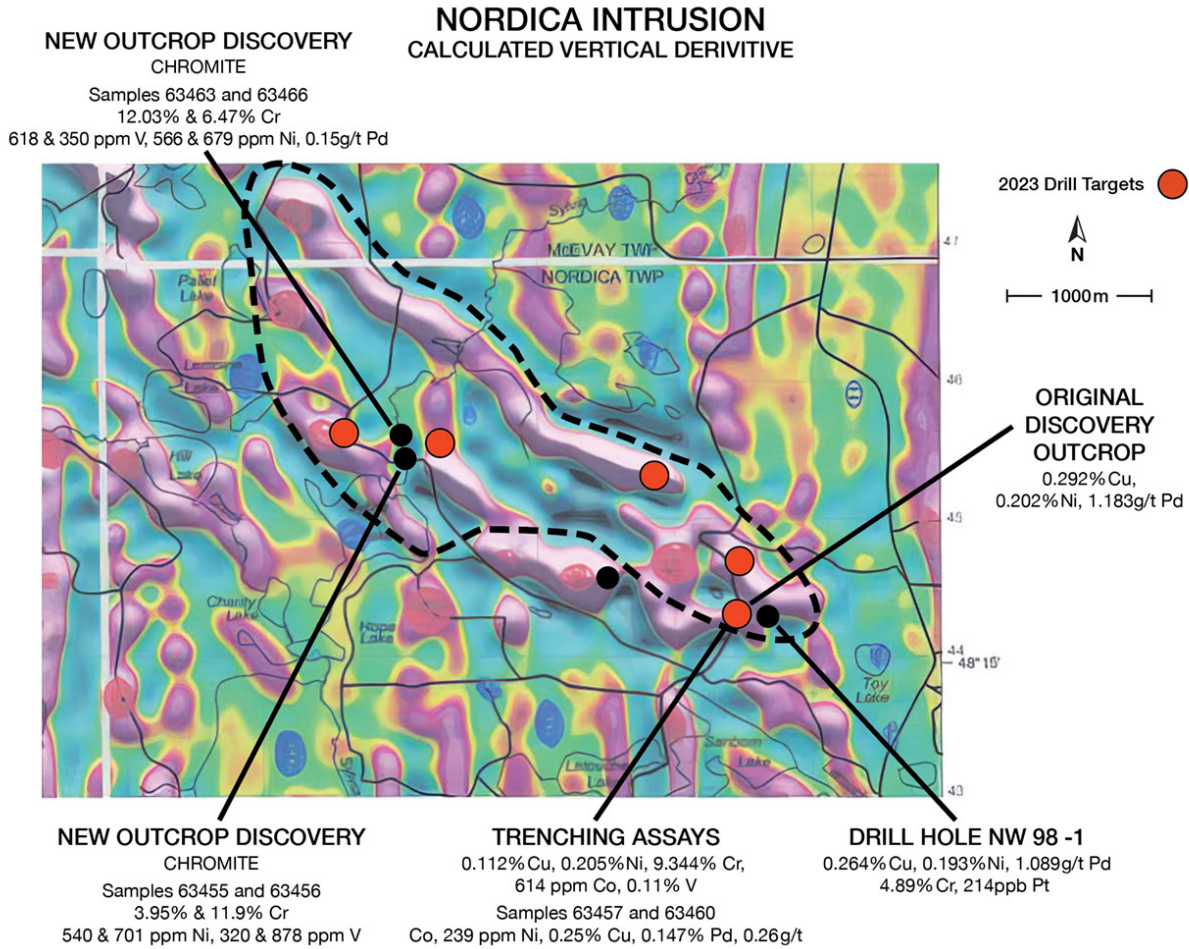 NORDICA INTRUSION
CALCULATED VERTICAL DERIVITIVE
NEW OUTCROP DISCOVERY
CHROMITE
Samples 63463 and 63466
12.03% & 6.47% Cr
618 & 350 ppm V, 566 & 679 ppm Ni, 0.15g/t Pd
2023 Drill Targets
N
1000m
Sylvia
McEVAY TWP
NORDICA TWP
47
Lake
Lake
46
Hill
Lake
ORIGINAL
DISCOVERY
OUTCROP
0.292% Cu,
0.202% Ni, 1.183g/t Pd
45
Charity
Lake
Hope
Lake
44
48° 10'
Toy
Lake
Lake
43
NEW OUTCROP DISCOVERY
CHROMITE
Samples 63455 and 63456
3.95% & 11.9% Cr
540 & 701 ppm Ni, 320 & 878 ppm V
TRENCHING ASSAYS
0.112% Cu, 0.205% Ni, 9.344% Cr,
614 ppm Co, 0.11% V
Samples 63457 and 63460
Co, 239 ppm Ni, 0.25% Cu, 0.147% Pd, 0.26g/t
DRILL HOLE NW 98 -1
0.264% Cu, 0.193% Ni, 1.089g/t Pd
4.89% Cr, 214ppb Pt